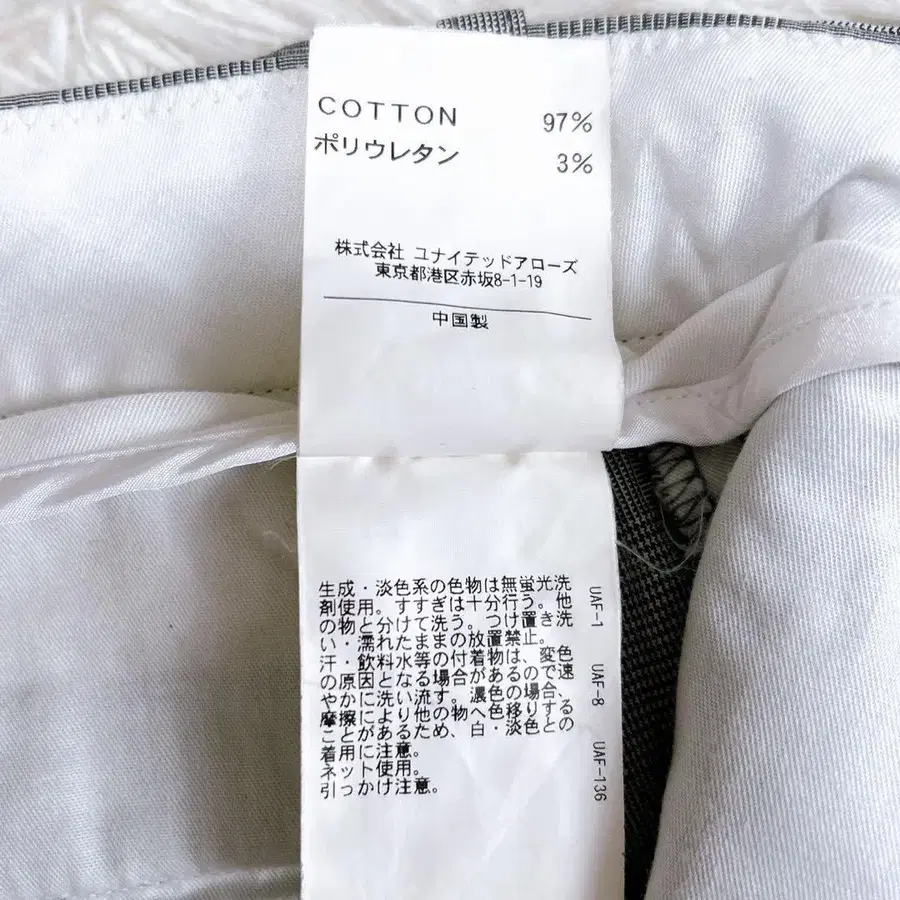 COTTON 97%
ポリウレタン 3%
株式会社 ユナイテッドアローズ
東京都港区赤坂8-1-19
中国製
生成・淡色系の色物は無蛍光洗
剤使用。すすぎは十分行う。他
の物と分けて洗う。つけ置き洗
い・濡れたままの放置禁止。
汗・飲料水等の付着物は、変色
の原因となる場合があるので速
やかに洗い流す。濃色の場合、
摩擦により他の物へ色移りする
ことがあるため、白・淡色との
着用に注意。
ネット使用。
引っかけ注意。
UAF-1 UAF-8 UAF-136